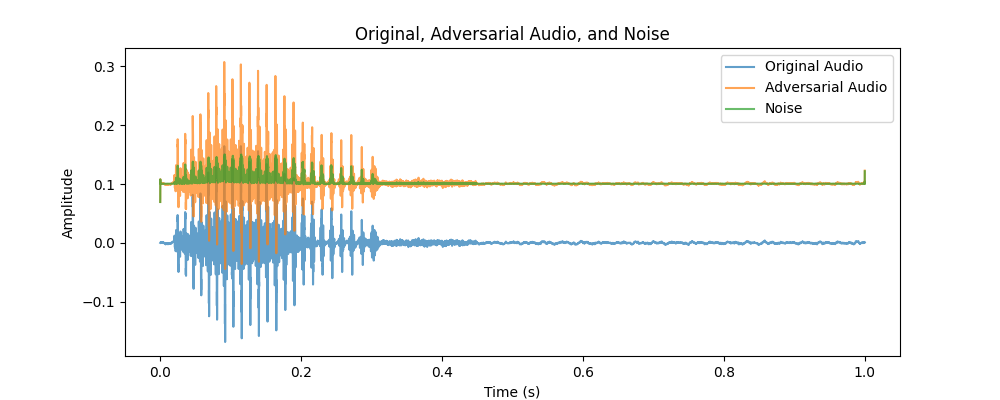 Original, Adversarial Audio, and Noise
Original Audio
Adversarial Audio
Noise
Amplitude
0.3
0.2
0.1
0.0
−0.1
0.0
0.2
0.4
0.6
0.8
1.0
Time (s)